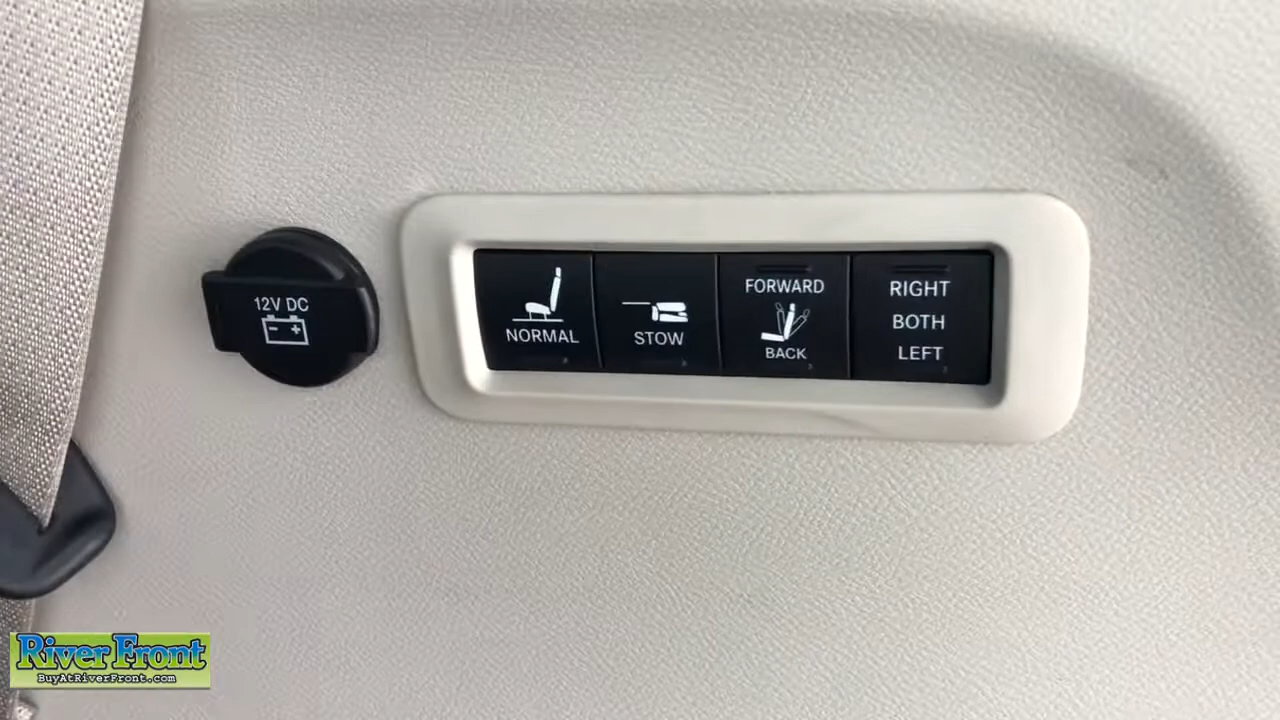 12V DC
NORMAL
STOW
FORWARD
BACK
RIGHT
BOTH
LEFT
River Front
BuyAtRiverFront.com